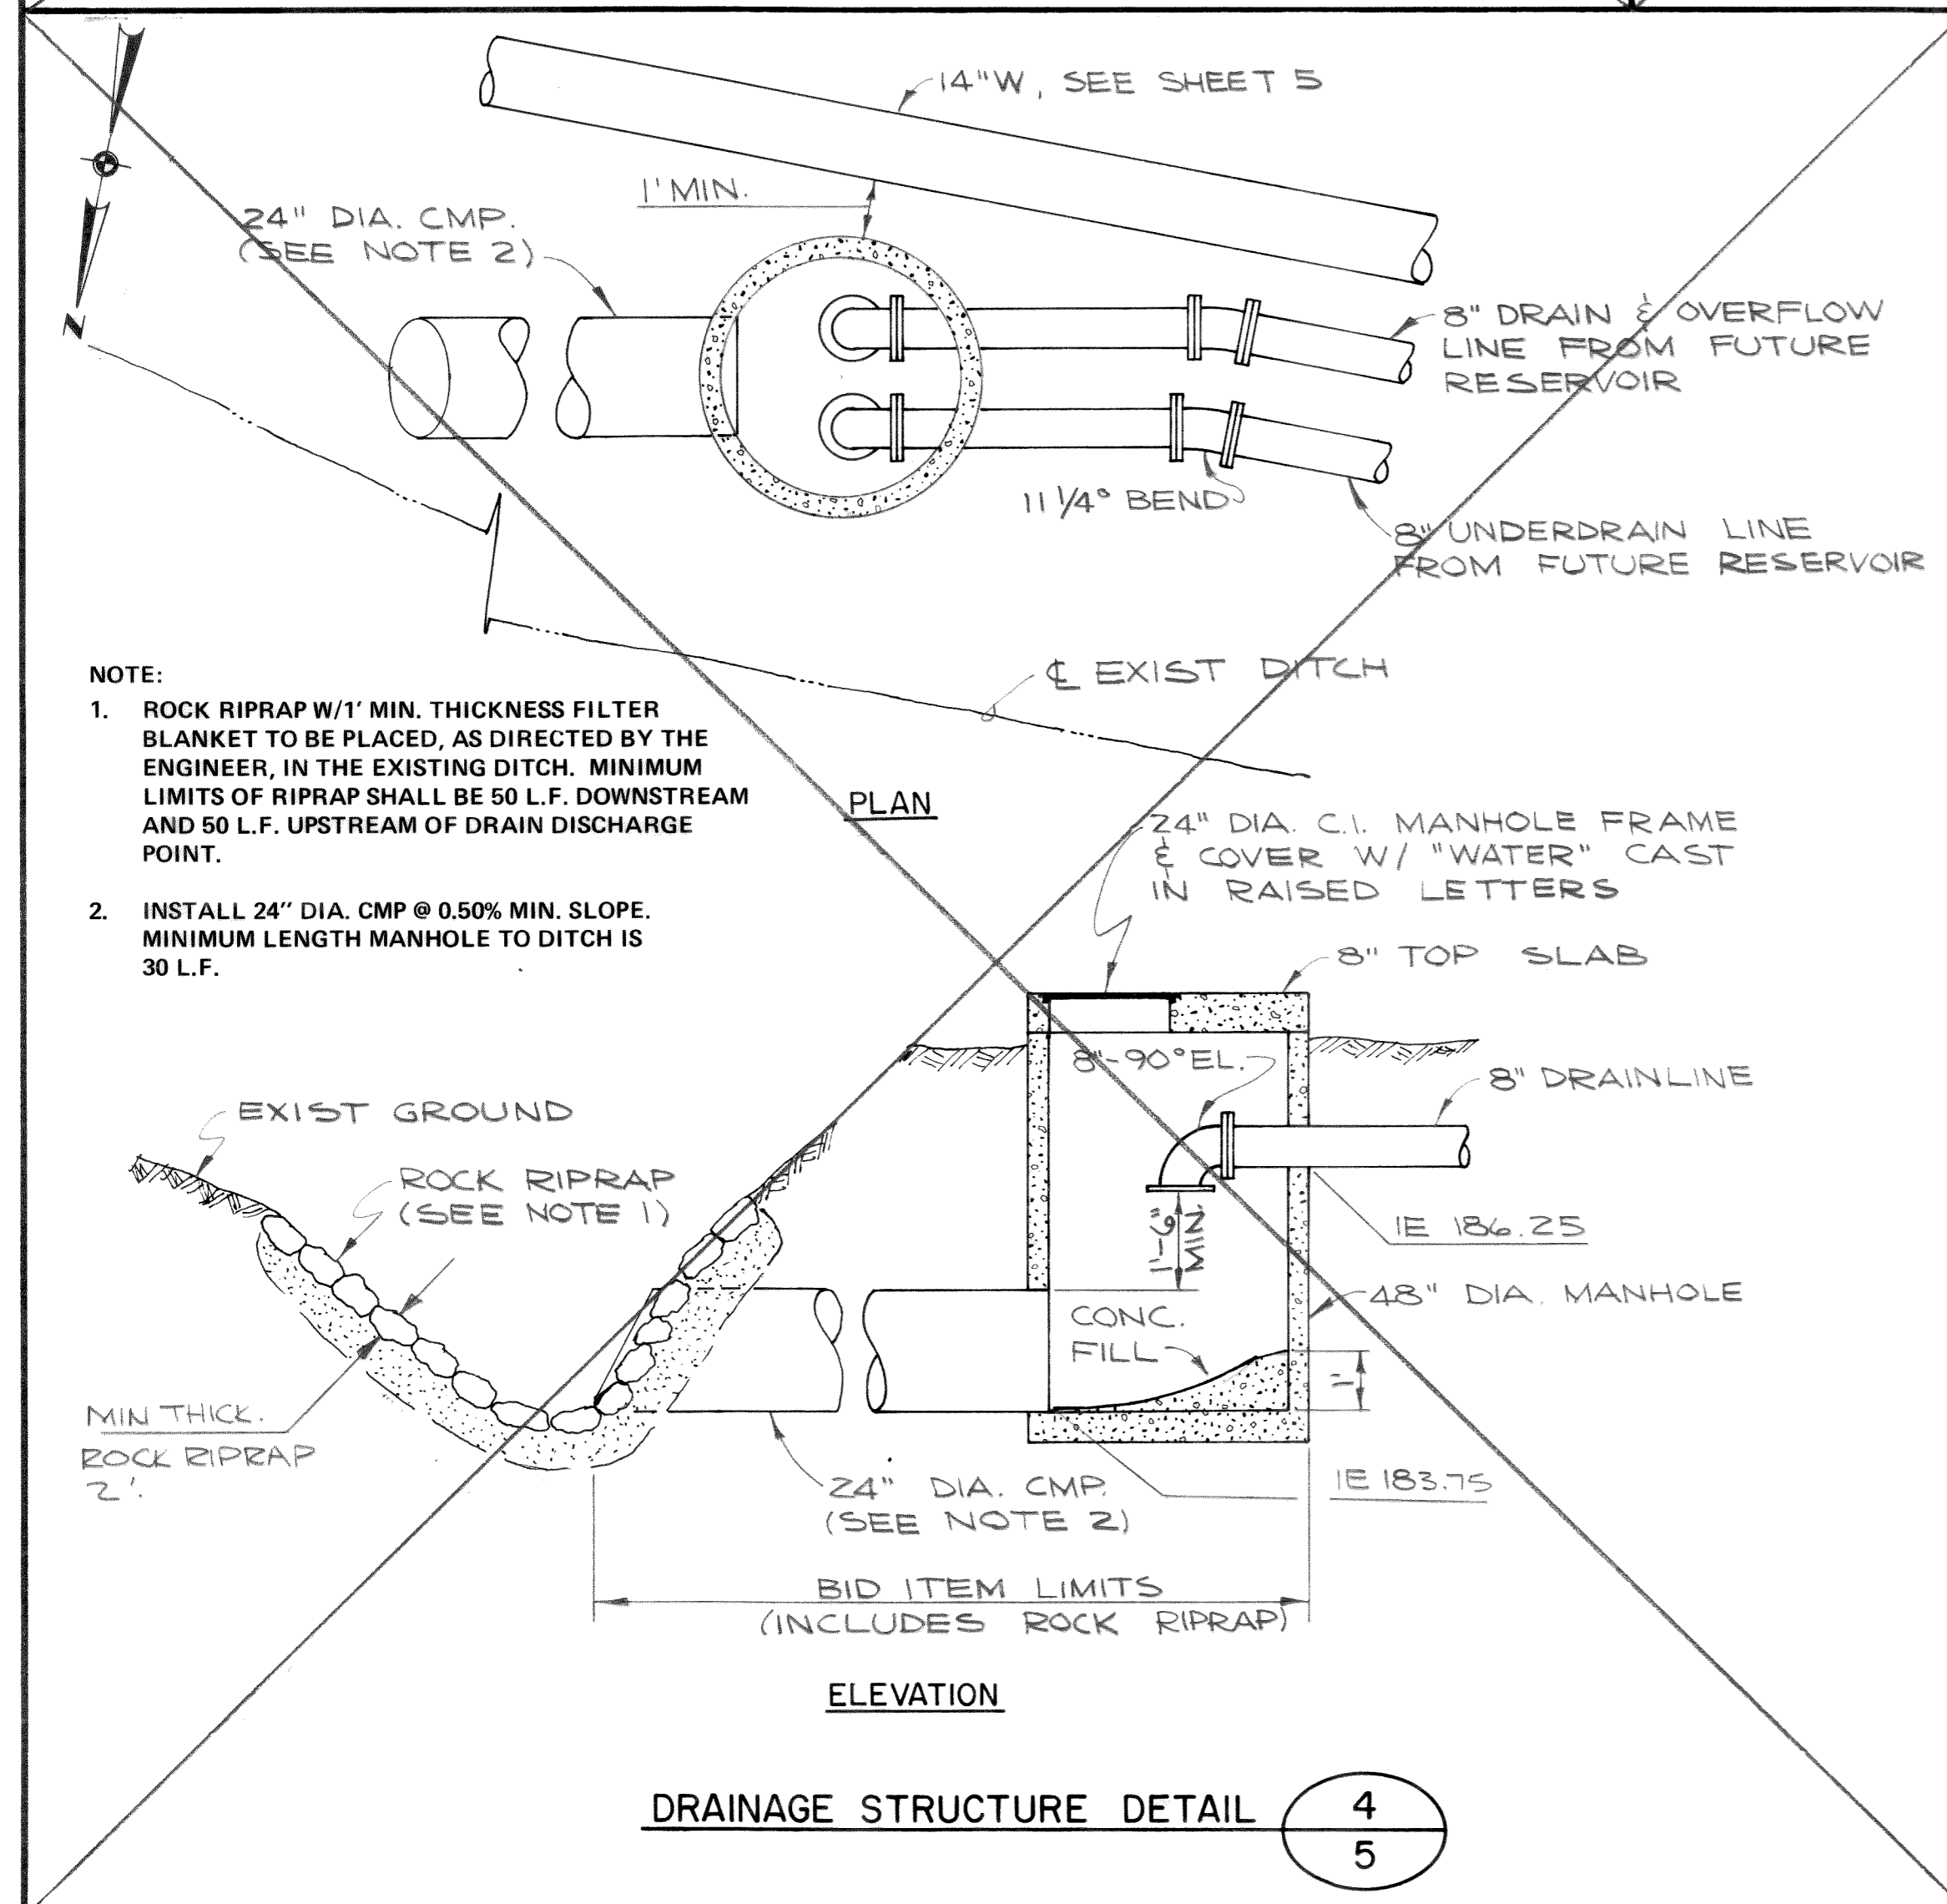 14"W, SEE SHEET 5
1' MIN.
24" DIA. CMP.
(SEE NOTE 2)
N
8" DRAIN & OVERFLOW
LINE FROM FUTURE
RESERVOIR
11 1/4° BEND
8" UNDERDRAIN LINE
FROM FUTURE RESERVOIR
℄ EXIST DITCH
NOTE:
1. ROCK RIPRAP W/1' MIN. THICKNESS FILTER
BLANKET TO BE PLACED, AS DIRECTED BY THE
ENGINEER, IN THE EXISTING DITCH. MINIMUM
LIMITS OF RIPRAP SHALL BE 50 L.F. DOWNSTREAM
AND 50 L.F. UPSTREAM OF DRAIN DISCHARGE
POINT.
2. INSTALL 24" DIA. CMP @ 0.50% MIN. SLOPE.
MINIMUM LENGTH MANHOLE TO DITCH IS
30 L.F.
PLAN
24" DIA. C.I. MANHOLE FRAME
& COVER W/ "WATER" CAST
IN RAISED LETTERS
8" TOP SLAB
8"-90° EL.
8" DRAINLINE
EXIST GROUND
ROCK RIPRAP
(SEE NOTE 1)
1'-6"
MIN
IE 186.25
48" DIA. MANHOLE
CONC.
FILL
1'
MIN THICK.
ROCK RIPRAP
2'.
24" DIA. CMP.
(SEE NOTE 2)
IE 183.75
BID ITEM LIMITS
(INCLUDES ROCK RIPRAP)
ELEVATION
DRAINAGE STRUCTURE DETAIL
4
5